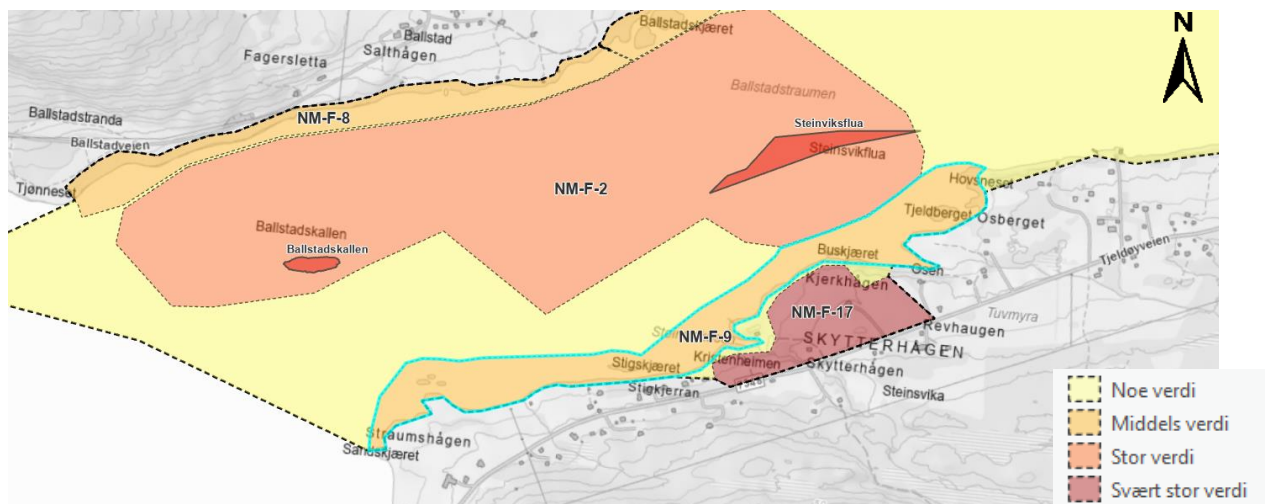 N
Ballstadskjæret
Ballstad
Salthågen
Fagersletta
Ballstadstraumen
Ballstadstranda
NM-F-8
Steinviksflua
Steinsvikflua
Ballstadveien
Tjønneset
NM-F-2
Hovsneset
Tjeldberget
Osberget
Ballstadskallen
Ballstadskallen
Buskjæret
Tjeldøyveien
Osen
Kjerkhågen
NM-F-17
Tuvmyra
Revhaugen
NM-F-9
SKYTTERHÅGEN
Kristenheimen
Stigskjæret
Skytterhågen
Stigkjerran
Steinsvika
Straumshågen
Sandskjæret
Noe verdi
Middels verdi
Stor verdi
Svært stor verdi